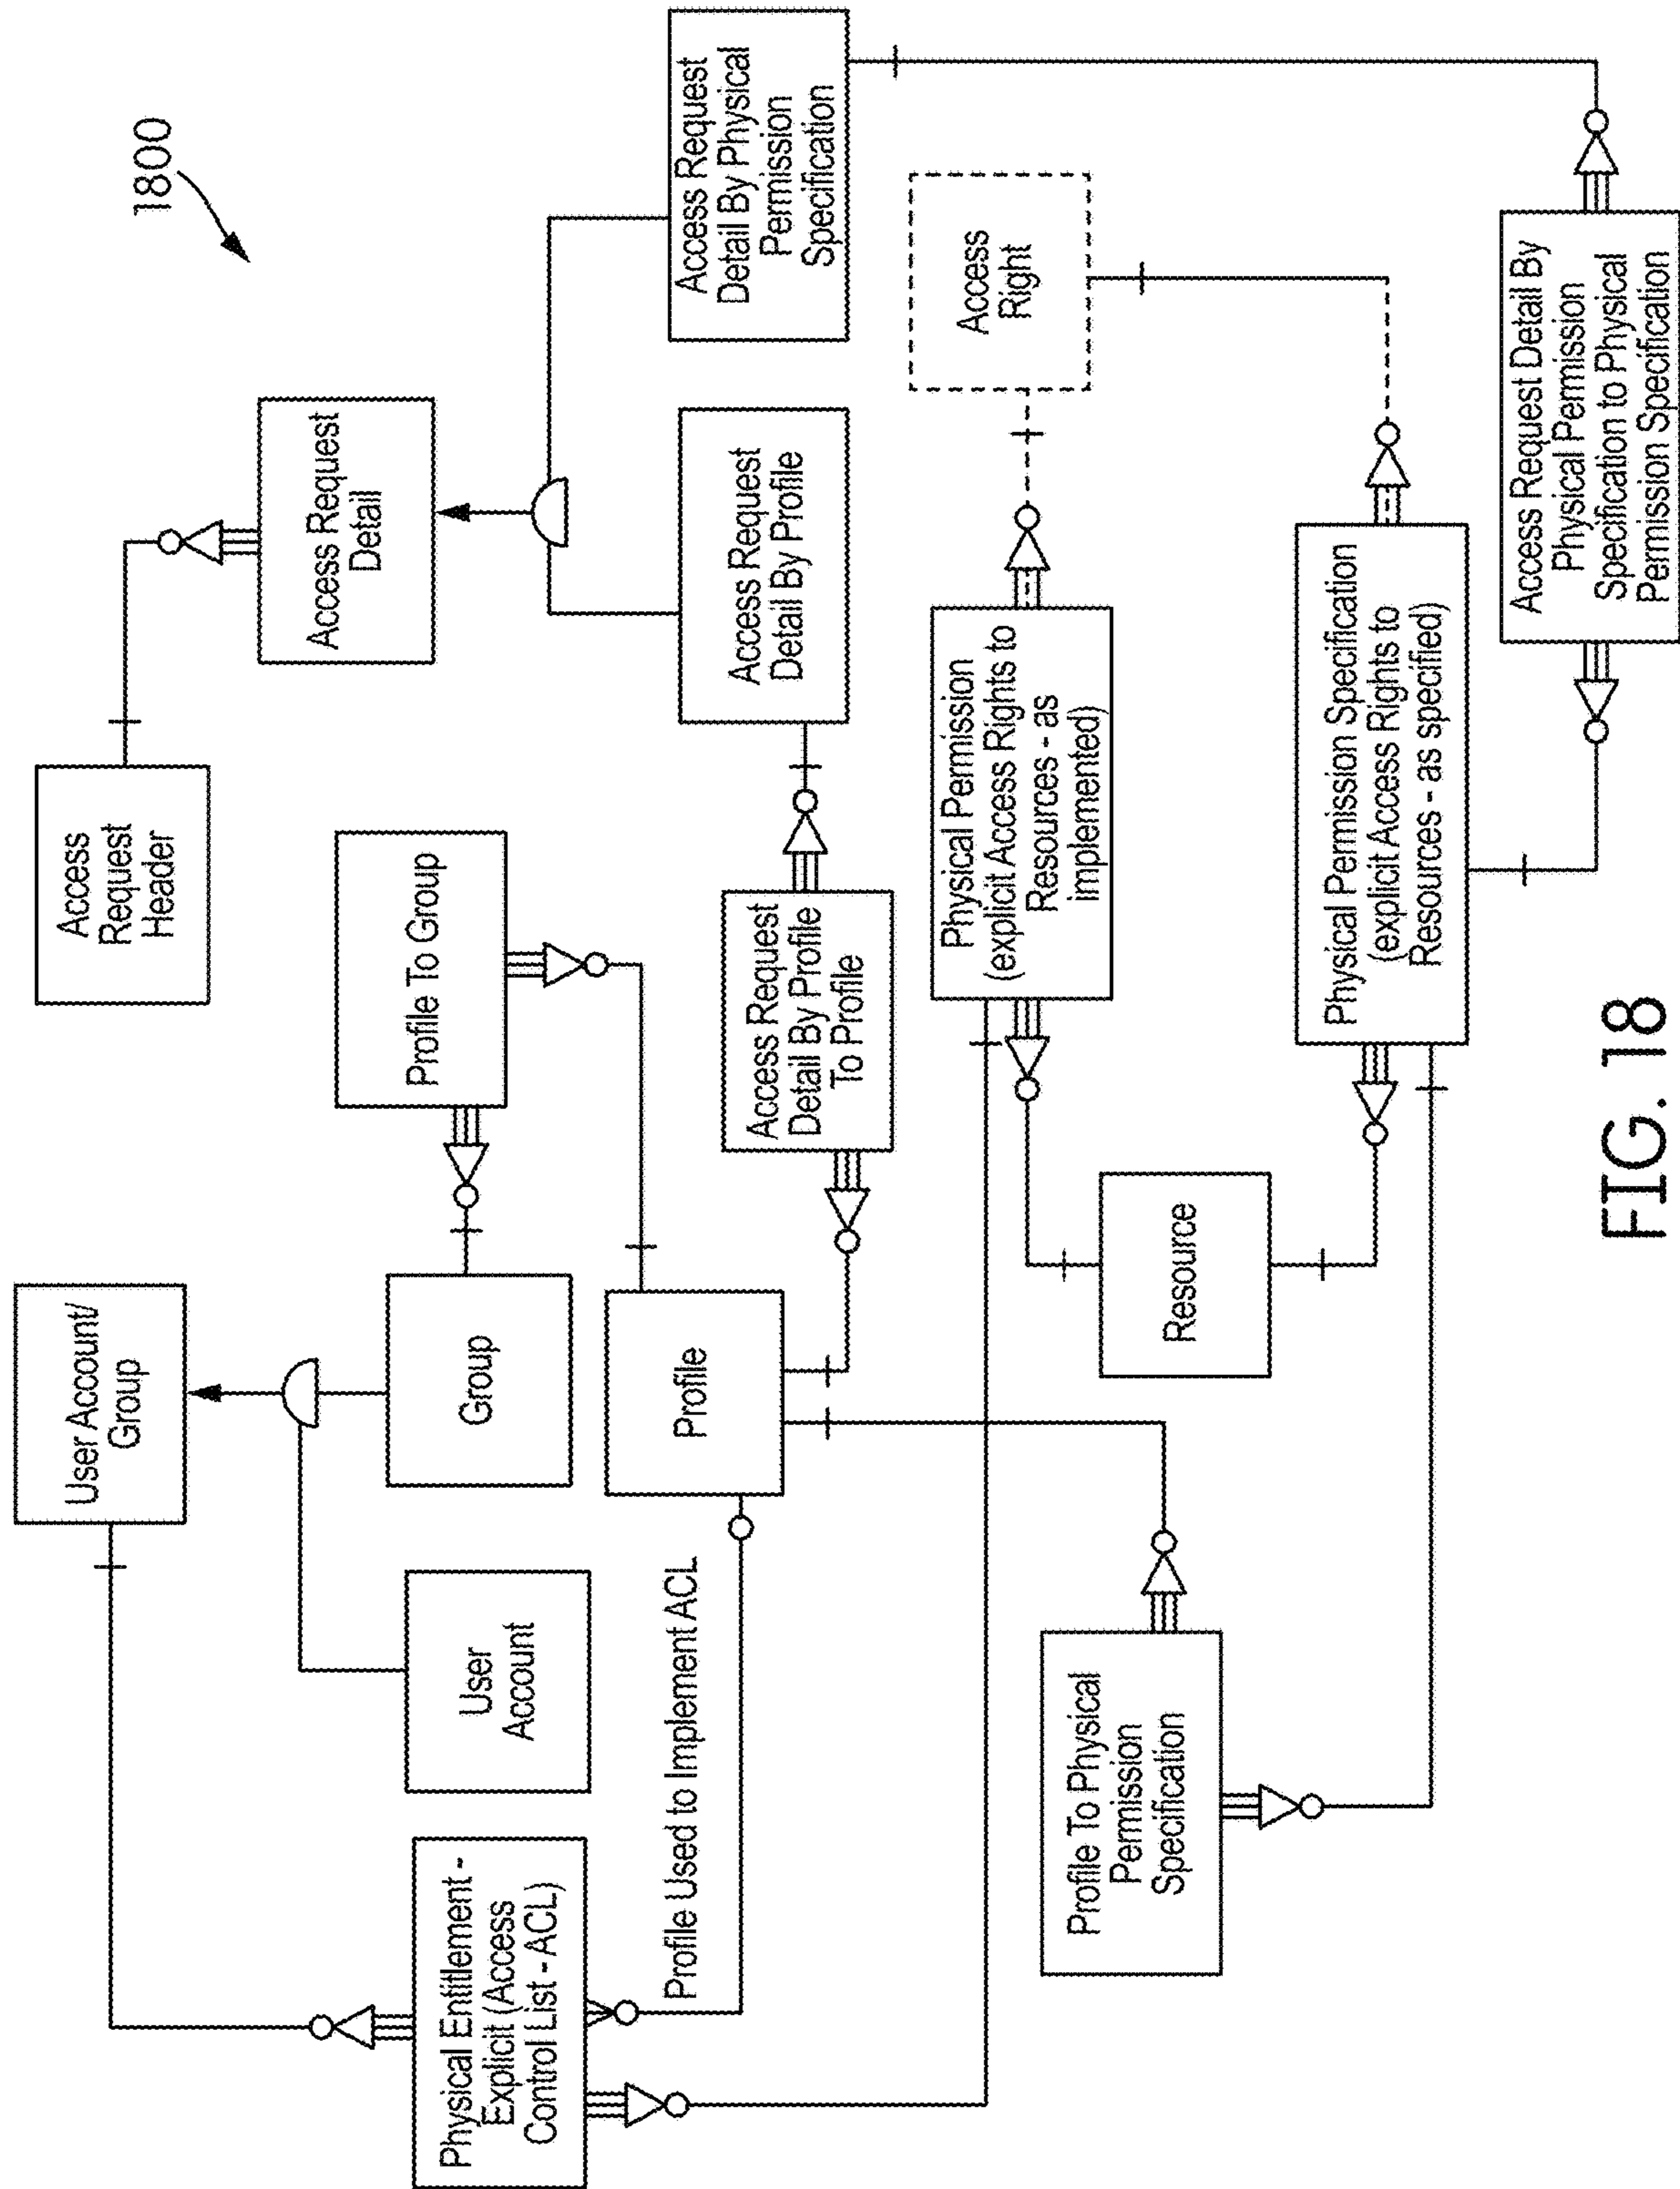 1800
User Account/
Group
Access
Request
Header
Access Request
Detail
Physical Entitlement -
Explicit (Access
Control List - ACL)
User
Account
Group
Profile To Group
Profile Used to Implement ACL
Profile
Access Request
Detail By Profile
To Profile
Access Request
Detail By Profile
Access Request
Detail By Physical
Permission
Specification
Physical Permission
(explicit Access Rights to
Resources - as
implemented)
Access
Right
Profile To Physical
Permission
Specification
Resource
Physical Permission Specification
(explicit Access Rights to
Resources - as specified)
Access Request Detail By
Physical Permission
Specification to Physical
Permission Specification
FIG. 18